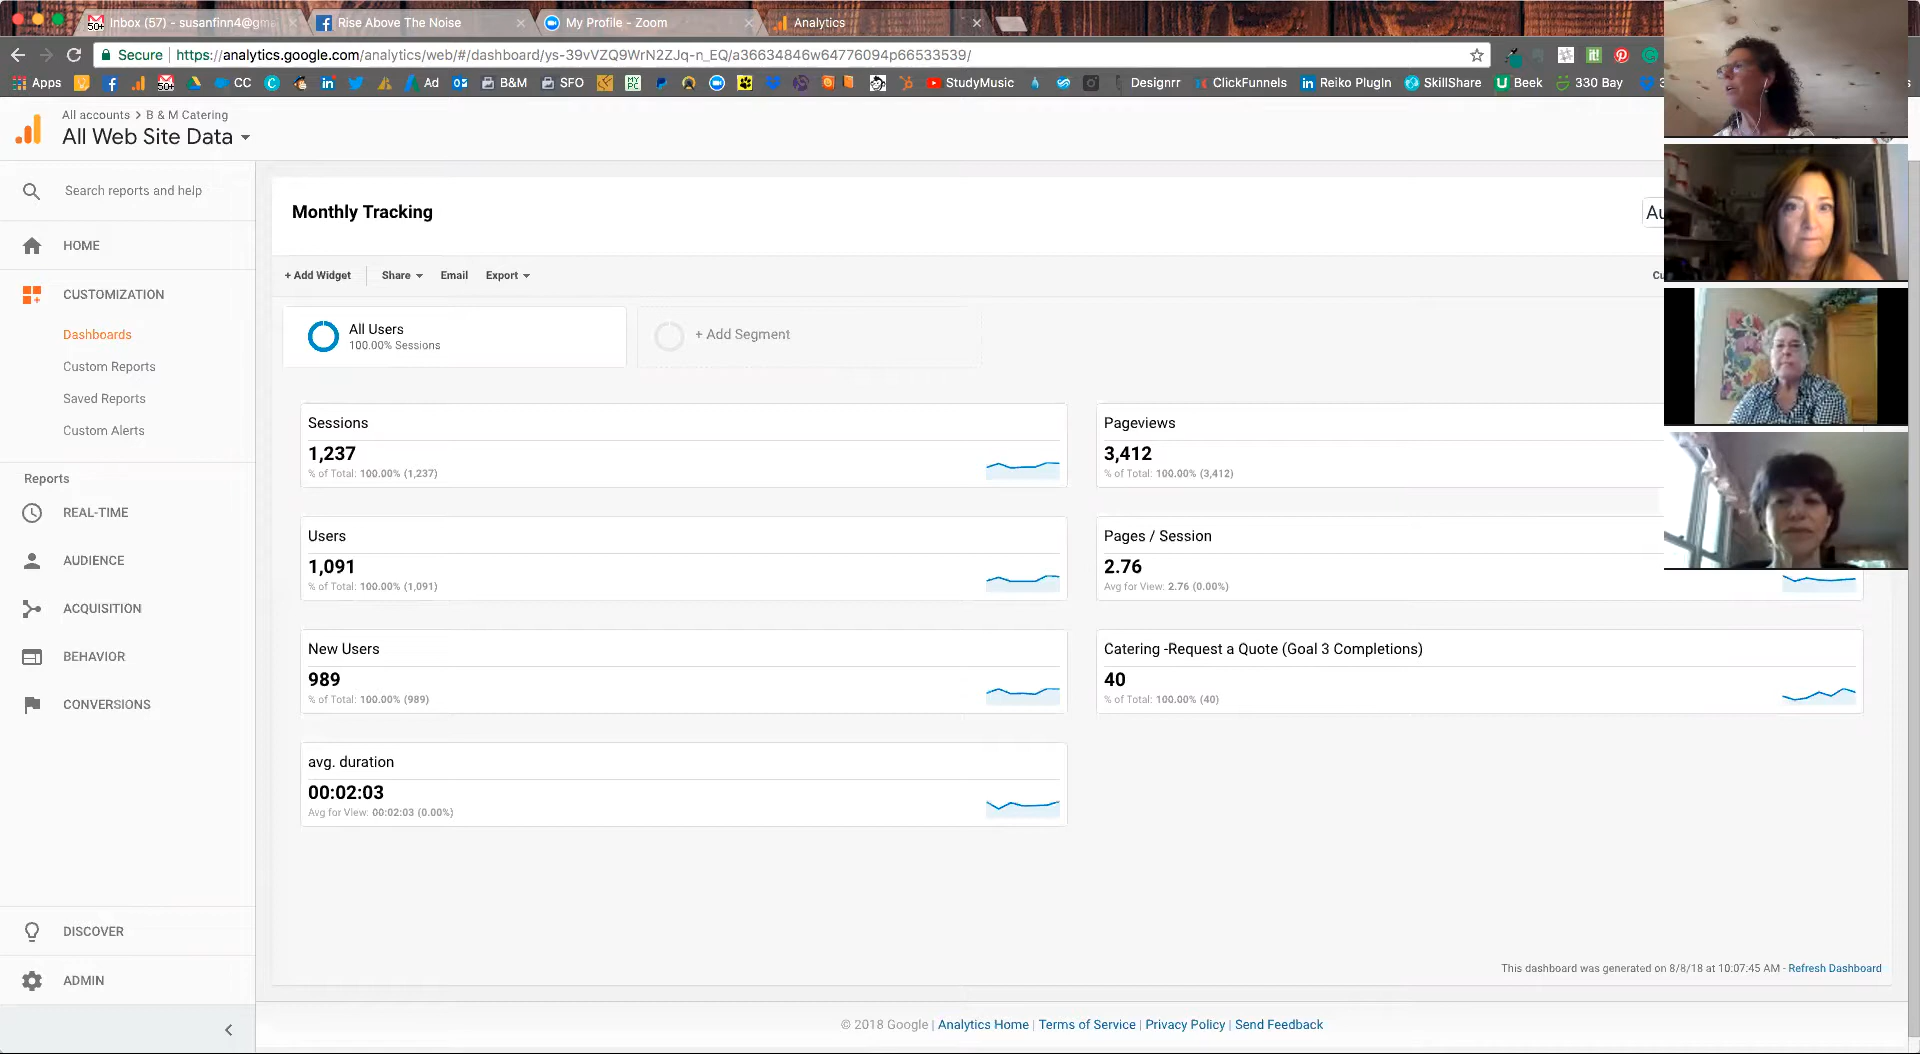 Inbox (57) - susanfinn4@gma
Rise Above The Noise
My Profile - Zoom
Analytics
Secure
https://analytics.google.com/analytics/web/#/dashboard/ys-39vVZQ9WrN2ZZJq-n_EQ/a36634846w64776094p66533539/
Apps
50+
CC
Ad
B&M
SFO
StudyMusic
Designrr
ClickFunnels
Reiko PlugIn
SkillShare
Beek
330 Bay
All accounts > B & M Catering
All Web Site Data
Search reports and help
HOME
CUSTOMIZATION
Dashboards
Custom Reports
Saved Reports
Custom Alerts
Reports
REAL-TIME
AUDIENCE
ACQUISITION
BEHAVIOR
CONVERSIONS
DISCOVER
ADMIN
Monthly Tracking
Au
+ Add Widget
Share
Email
Export
Cu
All Users
100.00% Sessions
+ Add Segment
Sessions
1,237
% of Total: 100.00% (1,237)
Pageviews
3,412
% of Total: 100.00% (3,412)
Users
1,091
% of Total: 100.00% (1,091)
Pages / Session
2.76
Avg for View: 2.76 (0.00%)
New Users
989
% of Total: 100.00% (989)
Catering -Request a Quote (Goal 3 Completions)
40
% of Total: 100.00% (40)
avg. duration
00:02:03
Avg for View: 00:02:03 (0.00%)
This dashboard was generated on 8/8/18 at 10:07:45 AM - Refresh Dashboard
© 2018 Google | Analytics Home | Terms of Service | Privacy Policy | Send Feedback